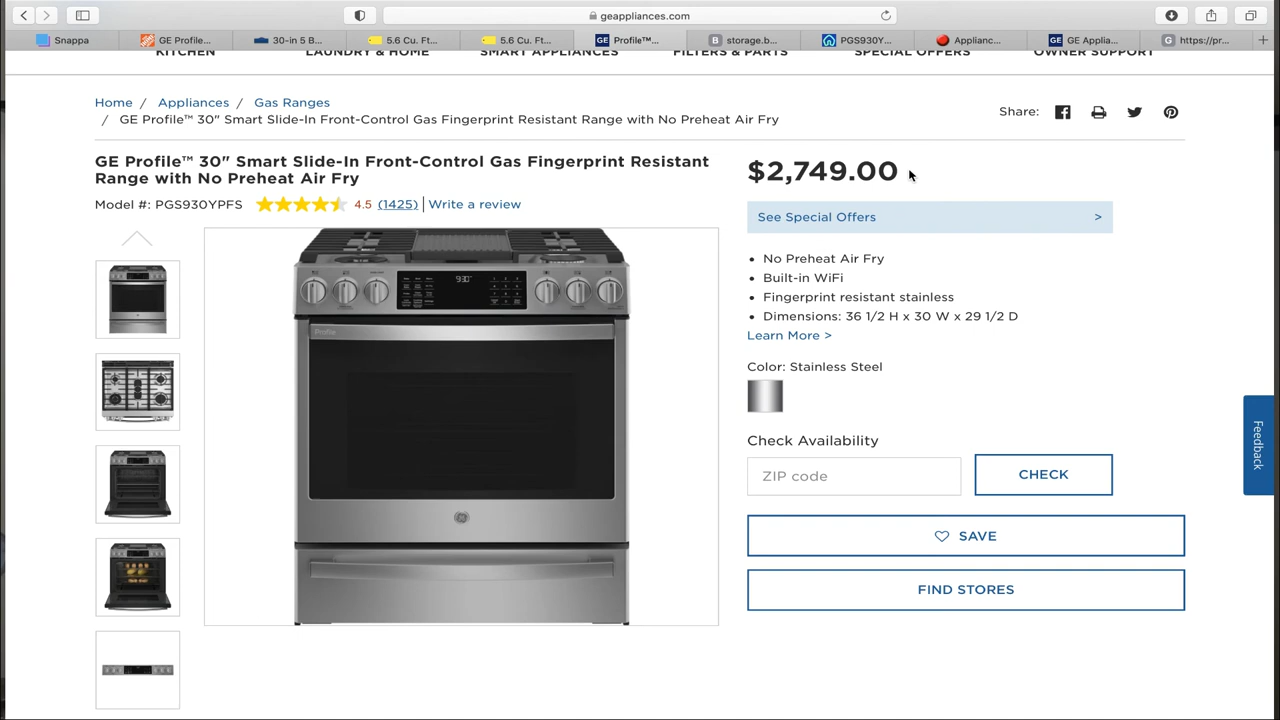 geappliances.com
Snappa
GE Profile...
30-in 5 B...
5.6 Cu. Ft...
5.6 Cu. Ft...
GE Profile™...
B storage.b...
PGS930Y...
Applianc...
GE GE Applia...
G https://pr...
KITCHEN LAUNDRY & HOME SMART APPLIANCES FILTERS & PARTS SPECIAL OFFERS OWNER SUPPORT
Home / Appliances / Gas Ranges
/ GE Profile™ 30" Smart Slide-In Front-Control Gas Fingerprint Resistant Range with No Preheat Air Fry
Share:
GE Profile™ 30" Smart Slide-In Front-Control Gas Fingerprint Resistant
Range with No Preheat Air Fry
Model #: PGS930YPFS 4.5 (1425) Write a review
Profile
9:30
$2,749.00
See Special Offers >
• No Preheat Air Fry
• Built-in WiFi
• Fingerprint resistant stainless
• Dimensions: 36 1/2 H x 30 W x 29 1/2 D
Learn More >
Color: Stainless Steel
Check Availability
ZIP code
CHECK
SAVE
FIND STORES
Feedback